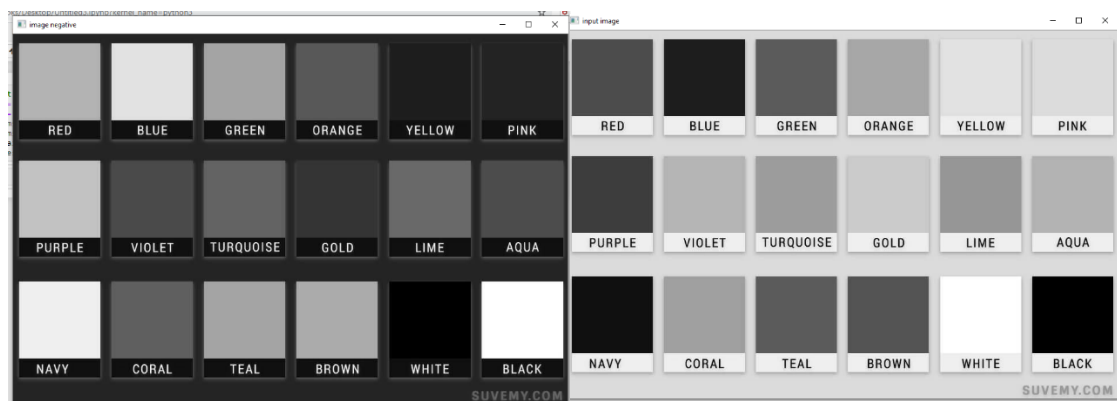 image negative
RED BLUE GREEN ORANGE YELLOW PINK
PURPLE VIOLET TURQUOISE GOLD LIME AQUA
NAVY CORAL TEAL BROWN WHITE BLACK
SUVEMY.COM
input image
RED BLUE GREEN ORANGE YELLOW PINK
PURPLE VIOLET TURQUOISE GOLD LIME AQUA
NAVY CORAL TEAL BROWN WHITE BLACK
SUVEMY.COM